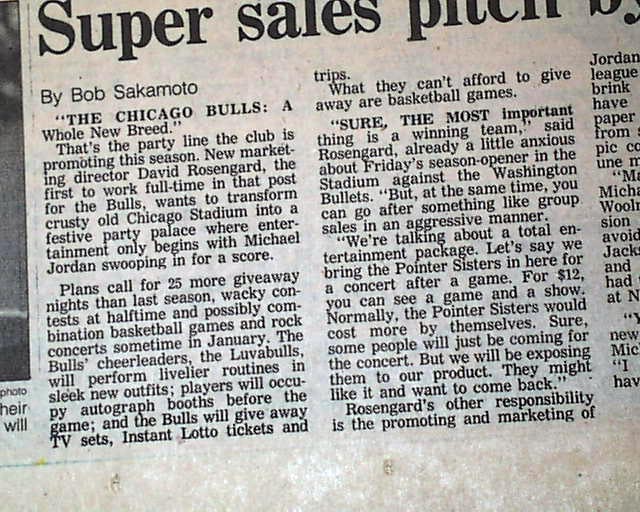 Super sales pitch by
By Bob Sakamoto
"THE CHICAGO BULLS: A
Whole New Breed."
That's the party line the club is
promoting this season. New market-
ing director David Rosengard, the
first to work full-time in that post
for the Bulls, wants to transform
crusty old Chicago Stadium into a
festive party palace where enter-
tainment only begins with Michael
Jordan swooping in for a score.
Plans call for 25 more giveaway
nights than last season, wacky con-
tests at halftime and possibly com-
bination basketball games and rock
concerts sometime in January. The
Bulls' cheerleaders, the Luvabulls,
will perform livelier routines in
sleek new outfits; players will occu-
py autograph booths before the
game; and the Bulls will give away
TV sets, Instant Lotto tickets and
trips.
What they can't afford to give
away are basketball games.
"SURE, THE MOST important
thing is a winning team," said
Rosengard, already a little anxious
about Friday's season-opener in the
Stadium against the Washington
Bullets. "But, at the same time, you
can go after something like group
sales in an aggressive manner.
"We're talking about a total en-
tertainment package. Let's say we
bring the Pointer Sisters in here for
a concert after a game. For $12,
you can see a game and a show.
Normally, the Pointer Sisters would
cost more by themselves. Sure,
some people will just be coming for
the concert. But we will be exposing
them to our product. They might
like it and want to come back."
Rosengard's other responsibility
is the promoting and marketing of
Jordan
league
brink
have
paper
from
pic co
une m
"Ma
Mich
Woolr
sion
avoid
Jacks
and
had
at N
"Y
new
Mic
"I
hav
photo
heir
will